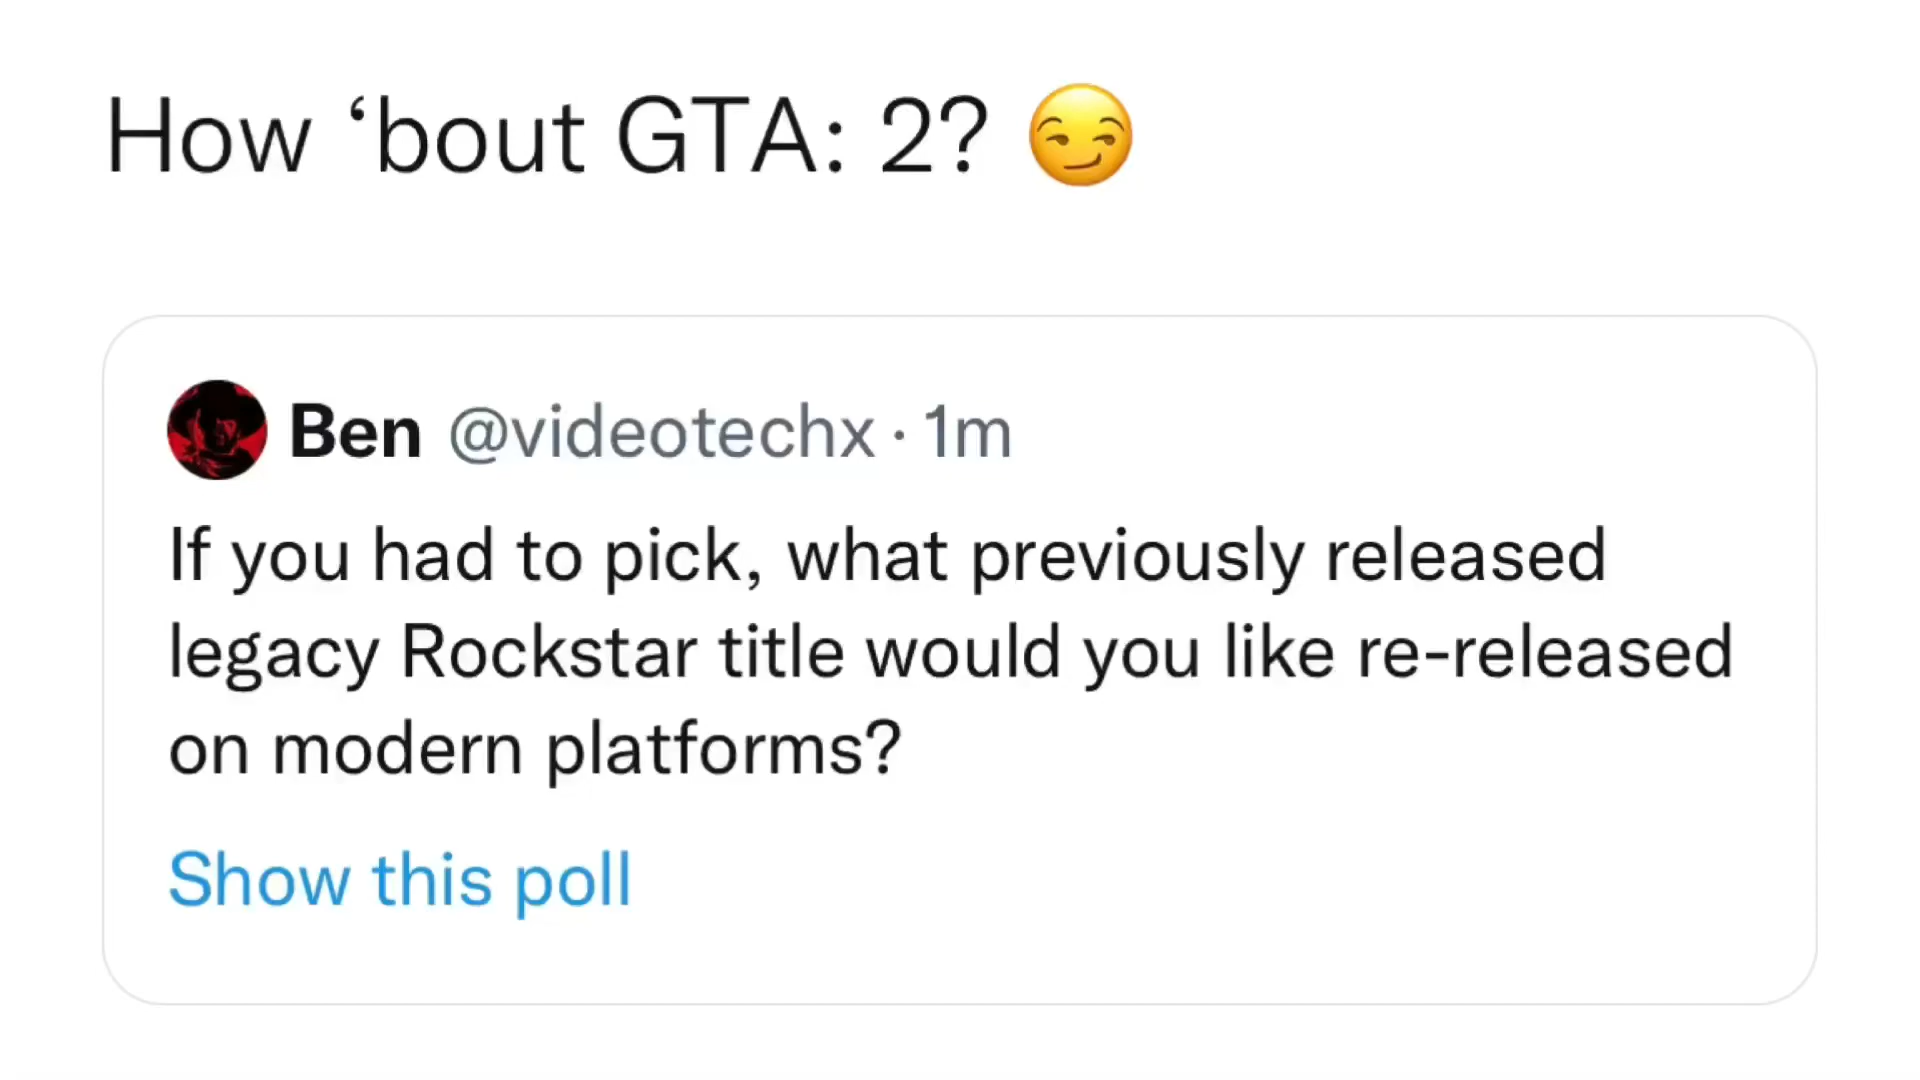 How ‘bout GTA: 2? 😏
Ben @videotechx · 1m
If you had to pick, what previously released
legacy Rockstar title would you like re-released
on modern platforms?
Show this poll